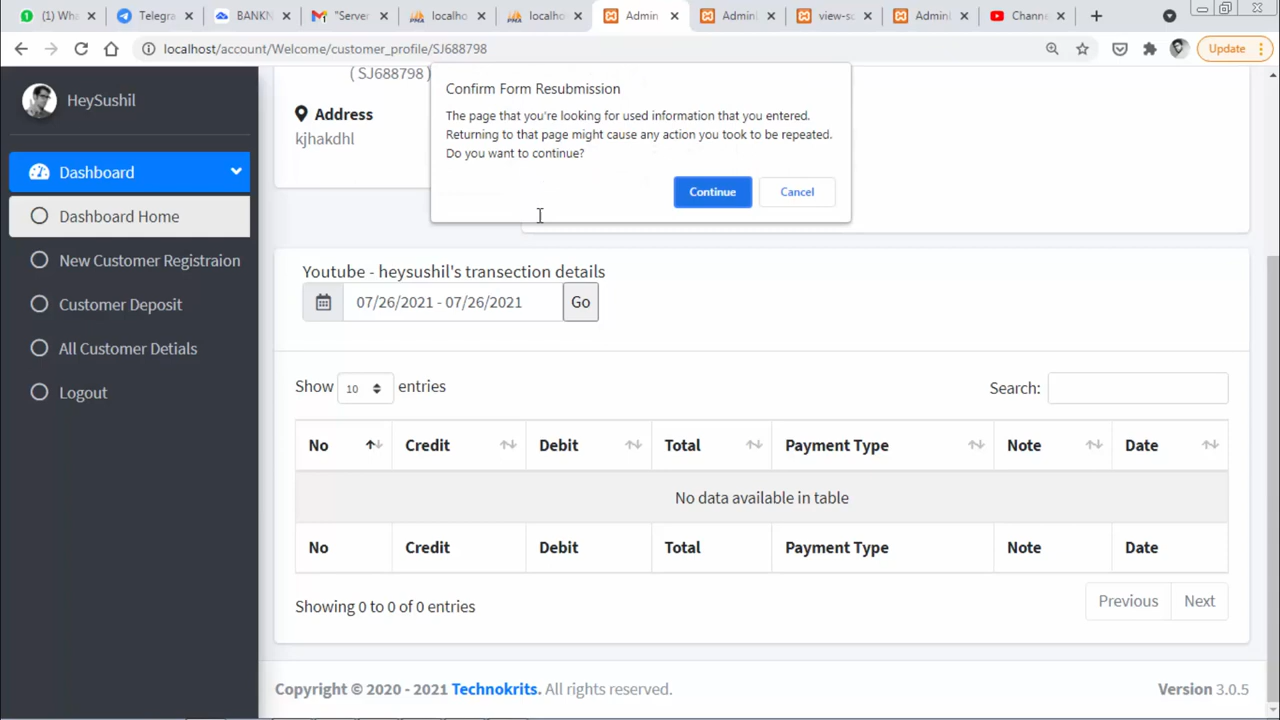 (1) Wha
Telegra
BANKN
"Server
localho
localho
Admin
Admin
view-so
Admin
Channe
localhost/account/Welcome/customer_profile/SJ688798
Update
HeySushil
Dashboard
Dashboard Home
New Customer Registraion
Customer Deposit
All Customer Detials
Logout
( SJ688798 )
Address
kjhakdhl
Confirm Form Resubmission
The page that you're looking for used information that you entered.
Returning to that page might cause any action you took to be repeated.
Do you want to continue?
Continue Cancel
Youtube - heysushil's transection details
07/26/2021 - 07/26/2021 Go
Show 10 entries Search:
No Credit Debit Total Payment Type Note Date
No data available in table
No Credit Debit Total Payment Type Note Date
Showing 0 to 0 of 0 entries
Previous Next
Copyright © 2020 - 2021 Technokrits. All rights reserved. Version 3.0.5